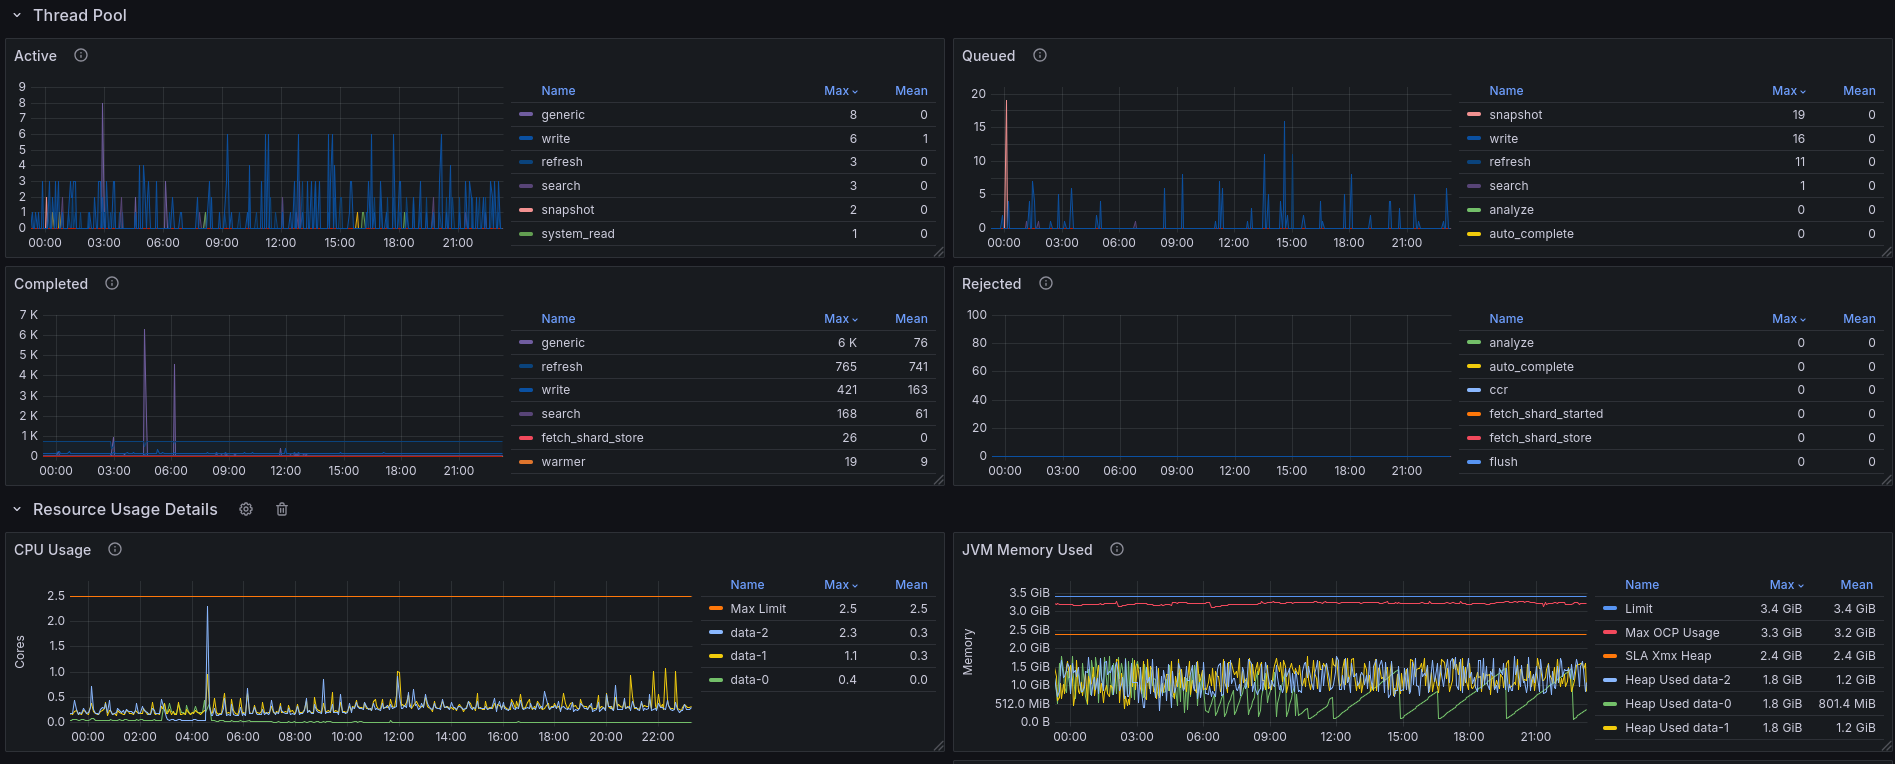 Thread Pool
Active
9
8
7
6
5
4
3
2
1
0
00:00 03:00 06:00 09:00 12:00 15:00 18:00 21:00
Name Max Mean
generic 8 0
write 6 1
refresh 3 0
search 3 0
snapshot 2 0
system_read 1 0
Queued
20
15
10
5
0
00:00 03:00 06:00 09:00 12:00 15:00 18:00 21:00
Name Max Mean
snapshot 19 0
write 16 0
refresh 11 0
search 1 0
analyze 0 0
auto_complete 0 0
Completed
7 K
6 K
5 K
4 K
3 K
2 K
1 K
0
00:00 03:00 06:00 09:00 12:00 15:00 18:00 21:00
Name Max Mean
generic 6 K 76
refresh 765 741
write 421 163
search 168 61
fetch_shard_store 26 0
warmer 19 9
Rejected
100
80
60
40
20
0
00:00 03:00 06:00 09:00 12:00 15:00 18:00 21:00
Name Max Mean
analyze 0 0
auto_complete 0 0
ccr 0 0
fetch_shard_started 0 0
fetch_shard_store 0 0
flush 0 0
Resource Usage Details
CPU Usage
Cores
2.5
2.0
1.5
1.0
0.5
0.0
00:00 02:00 04:00 06:00 08:00 10:00 12:00 14:00 16:00 18:00 20:00 22:00
Name Max Mean
Max Limit 2.5 2.5
data-2 2.3 0.3
data-1 1.1 0.3
data-0 0.4 0.0
JVM Memory Used
Memory
3.5 GiB
3.0 GiB
2.5 GiB
2.0 GiB
1.5 GiB
1.0 GiB
512.0 MiB
0.0 B
00:00 03:00 06:00 09:00 12:00 15:00 18:00 21:00
Name Max Mean
Limit 3.4 GiB 3.4 GiB
Max OCP Usage 3.3 GiB 3.2 GiB
SLA Xmx Heap 2.4 GiB 2.4 GiB
Heap Used data-2 1.8 GiB 1.2 GiB
Heap Used data-0 1.8 GiB 801.4 MiB
Heap Used data-1 1.8 GiB 1.2 GiB